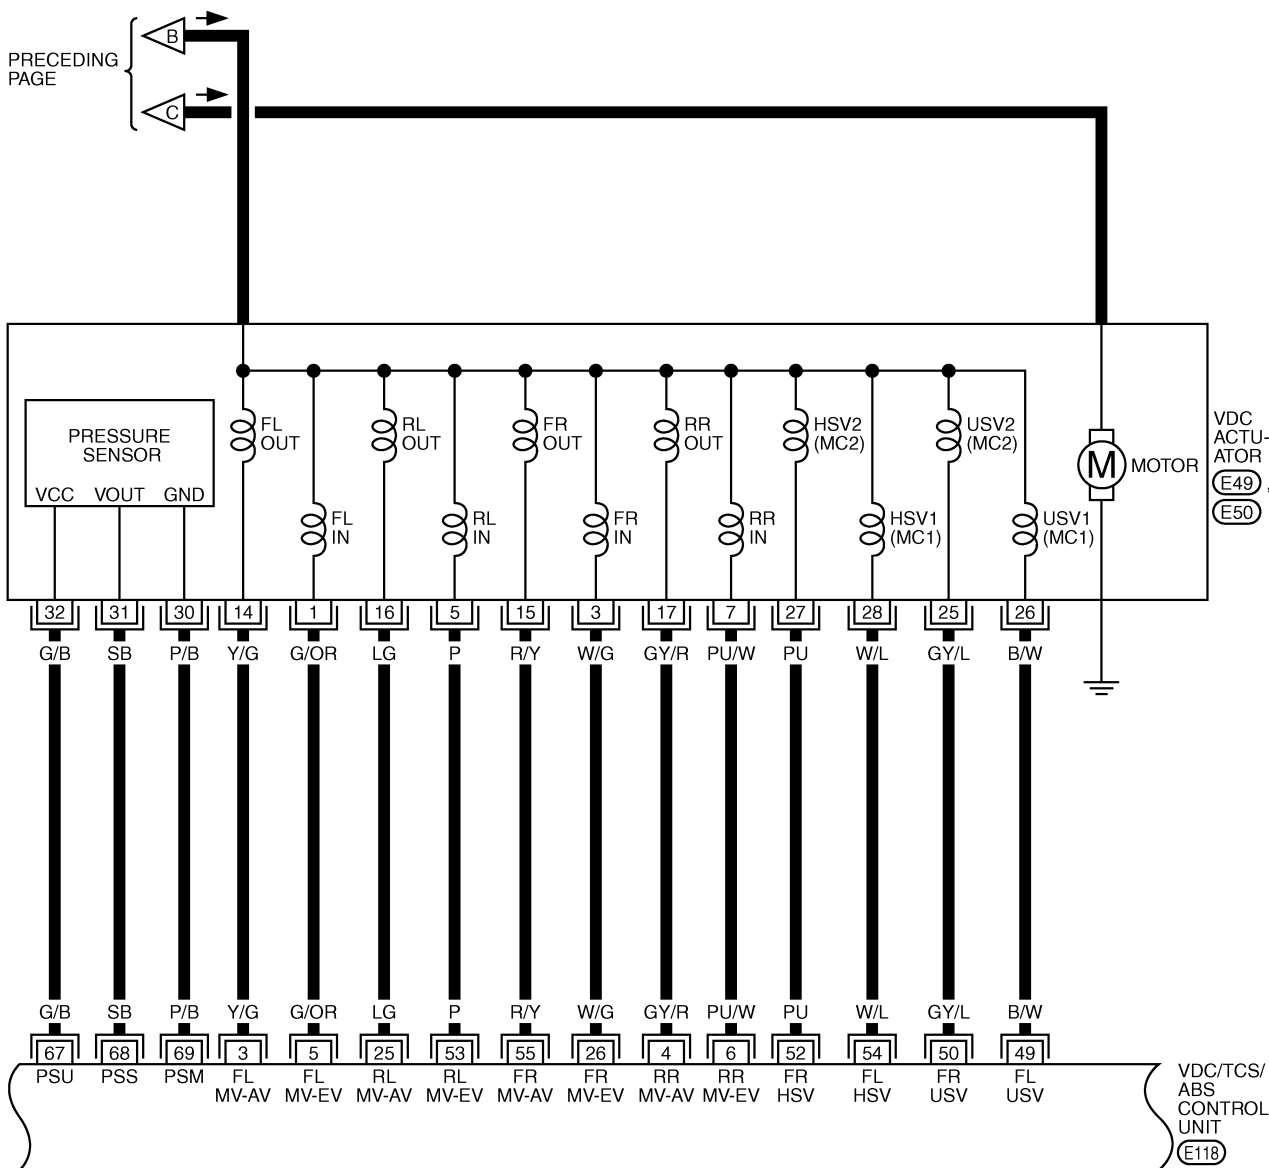 B
PRECEDING
PAGE
C
FL
OUT
RL
OUT
FR
OUT
RR
OUT
HSV2
(MC2)
USV2
(MC2)
PRESSURE
SENSOR
VCC VOUT GND
FL
IN
RL
IN
FR
IN
RR
IN
HSV1
(MC1)
USV1
(MC1)
M MOTOR
VDC
ACTU-
ATOR
E49 ,
E50
32 31 30 14 1 16 5 15 3 17 7 27 28 25 26
G/B SB P/B Y/G G/OR LG P R/Y W/G GY/R PU/W PU W/L GY/L B/W
G/B SB P/B Y/G G/OR LG P R/Y W/G GY/R PU/W PU W/L GY/L B/W
67 68 69 3 5 25 53 55 26 4 6 52 54 50 49
PSU PSS PSM FL FL RL RL FR FR RR RR FR FL FR FL
MV-AV MV-EV MV-AV MV-EV MV-AV MV-EV MV-AV MV-EV HSV HSV USV USV
VDC/TCS/
ABS
CONTROL
UNIT
E118